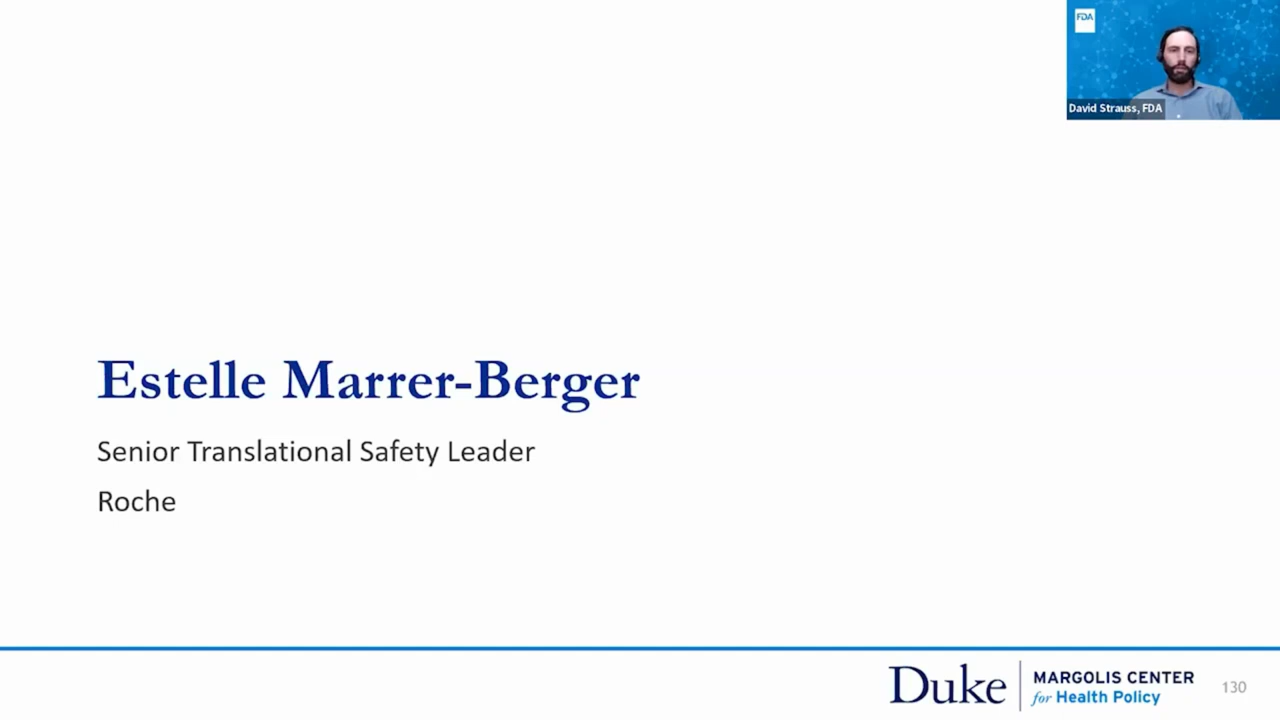 FDA
David Strauss, FDA
Estelle Marrer-Berger
Senior Translational Safety Leader
Roche
Duke
MARGOLIS CENTER
for Health Policy
130